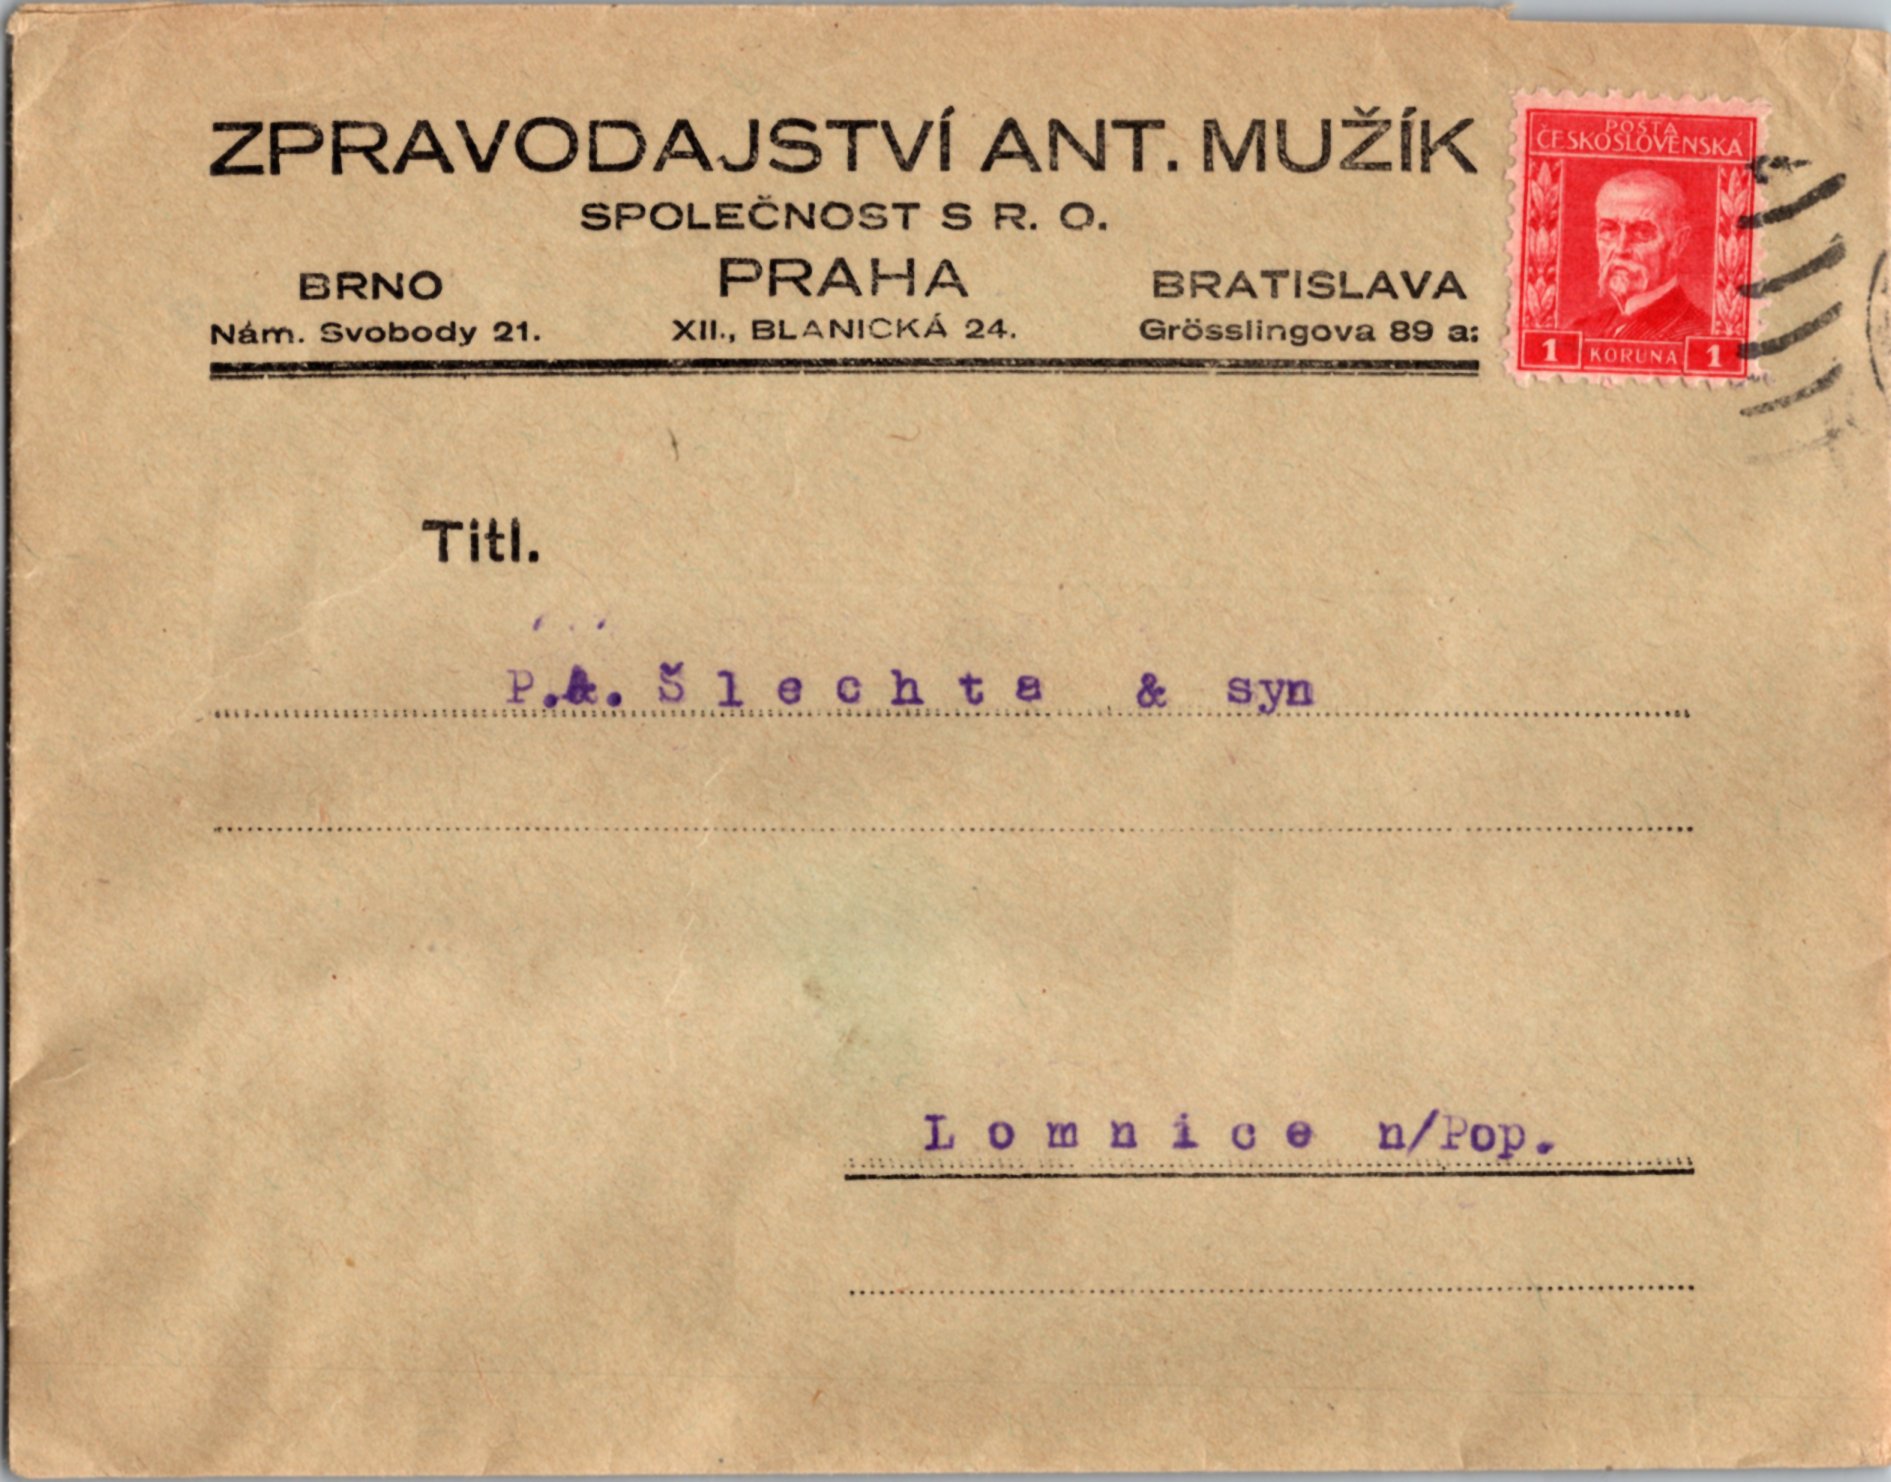 ZPRAVODAJSTVÍ ANT. MUŽÍK
SPOLEČNOST S R. O.
BRNO PRAHA BRATISLAVA
Nám. Svobody 21. XII., BLANICKÁ 24. Grösslingova 89 a:
POŠTA
ČESKOSLOVENSKÁ
1 KORUNA 1
Titl.
P.A. Šlechta & syn
Lomnice n/Pop.